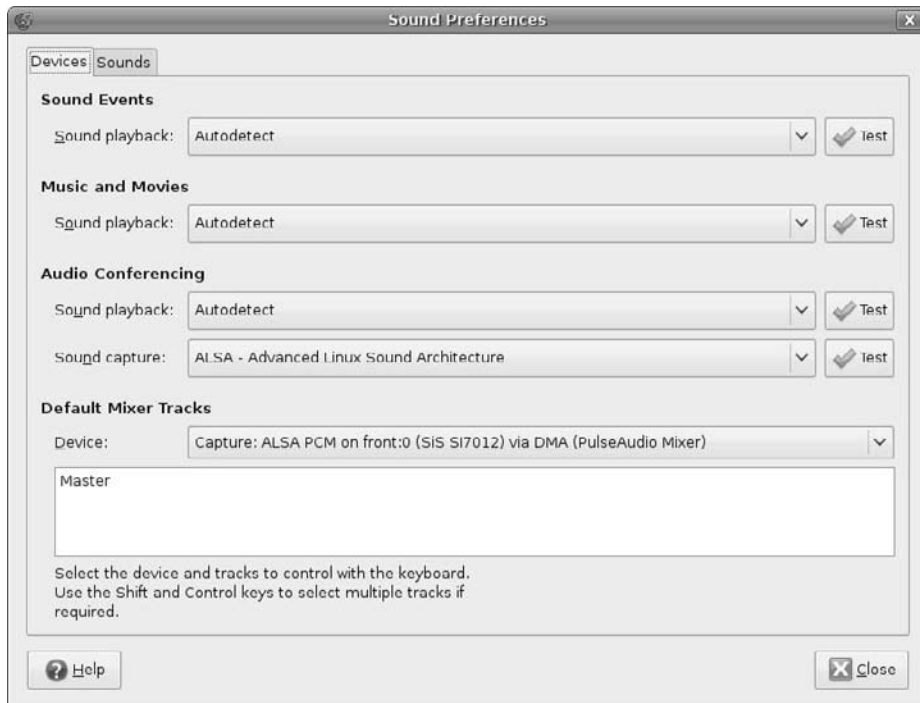 Sound Preferences
Devices Sounds
Sound Events
Sound playback: Autodetect Test
Music and Movies
Sound playback: Autodetect Test
Audio Conferencing
Sound playback: Autodetect Test
Sound capture: ALSA - Advanced Linux Sound Architecture Test
Default Mixer Tracks
Device: Capture: ALSA PCM on front:0 (SiS SI7012) via DMA (PulseAudio Mixer)
Master
Select the device and tracks to control with the keyboard.
Use the Shift and Control keys to select multiple tracks if
required.
Help Close